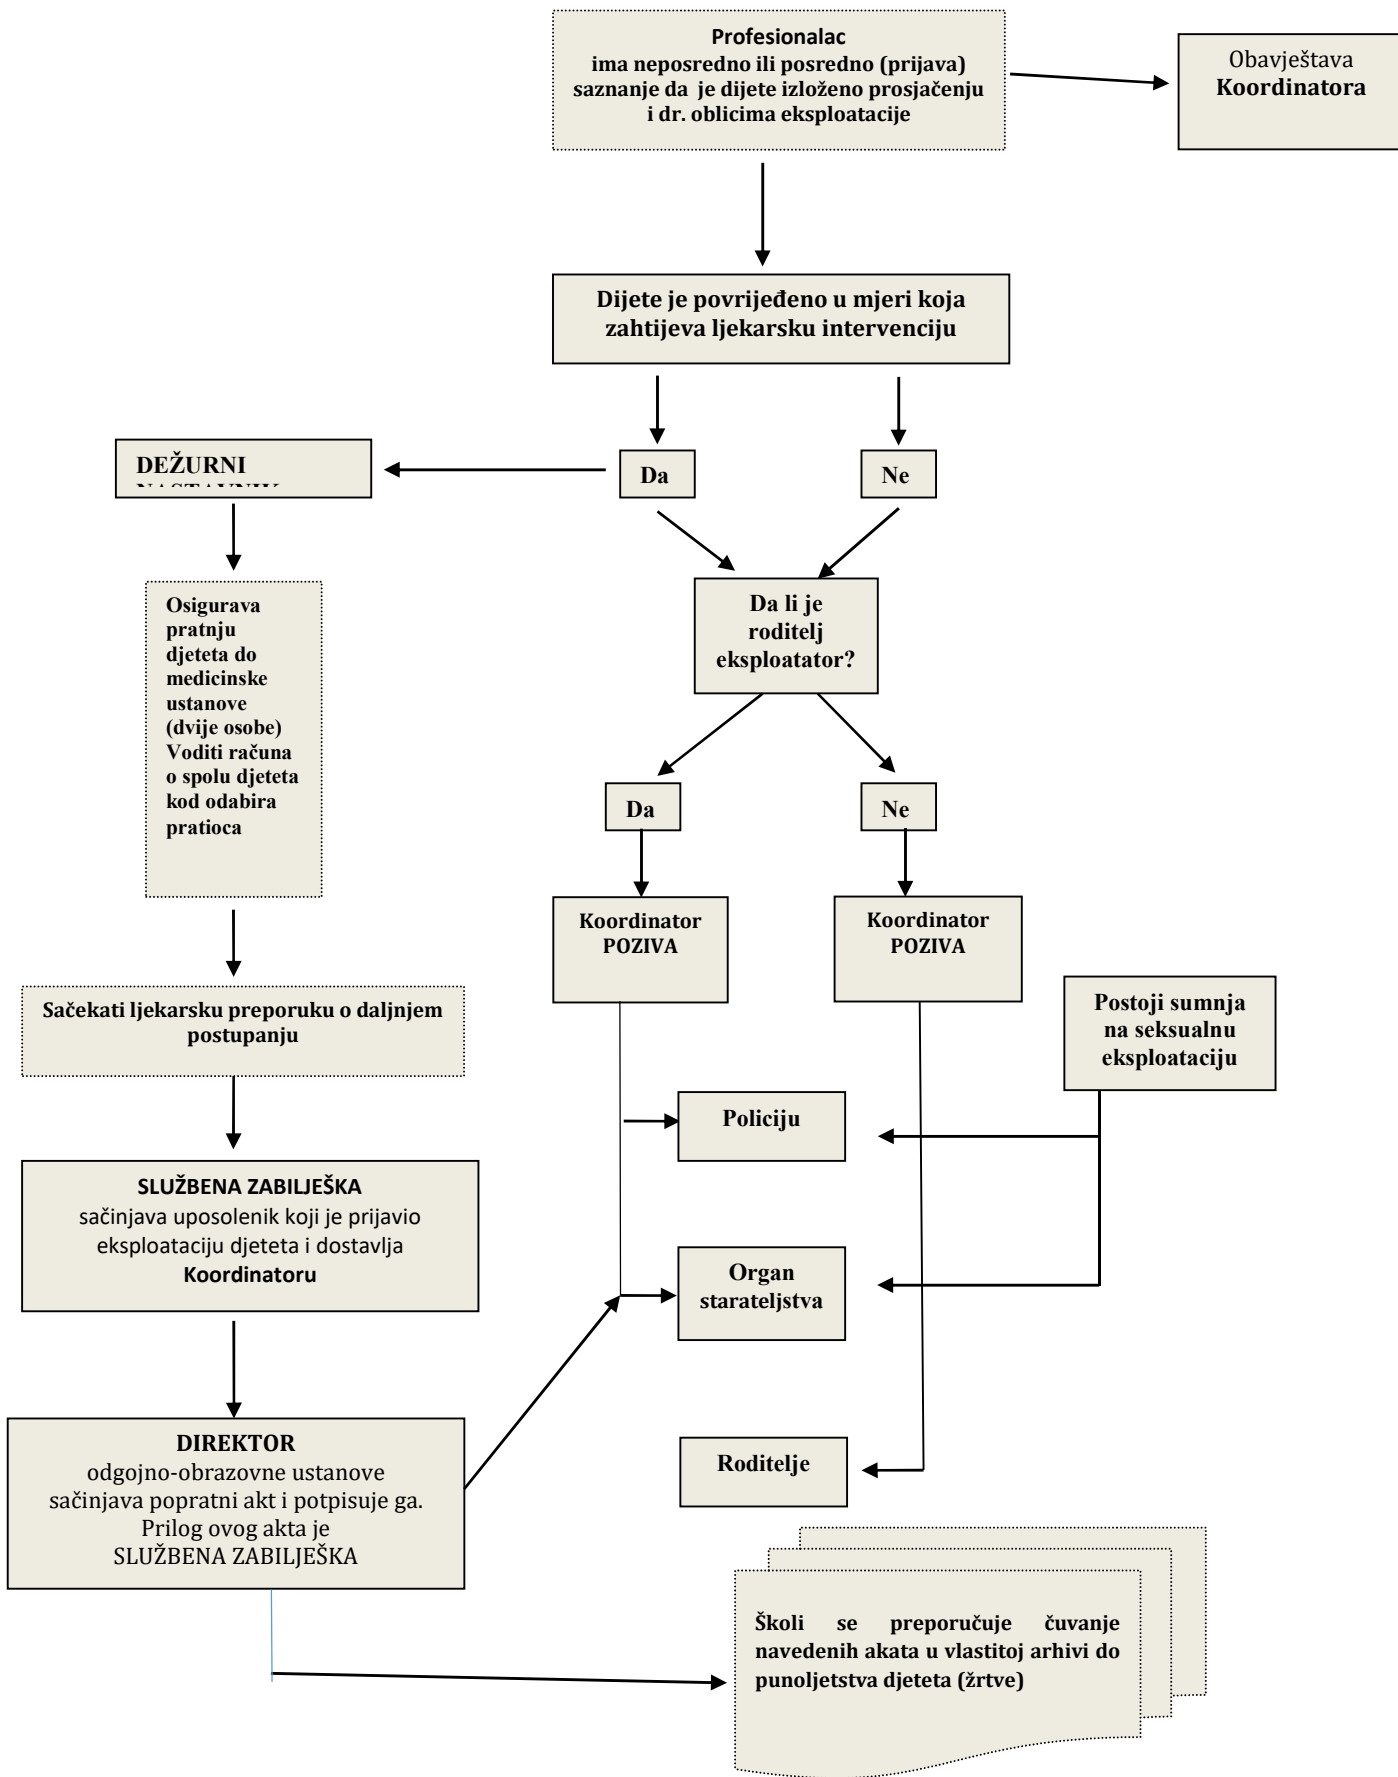 Profesionalac
ima neposredno ili posredno (prijava)
saznanje da je dijete izloženo prosjačenju
i dr. oblicima eksploatacije
Obavještava
Koordinatora
Dijete je povrijeđeno u mjeri koja
zahtijeva ljekarsku intervenciju
DEŽURNI
Da
Ne
Osigurava
pratnju
djeteta do
medicinske
ustanove
(dvije osobe)
Voditi računa
o spolu djeteta
kod odabira
pratioca
Da li je
roditelj
eksploatator?
Da
Ne
Koordinator
POZIVA
Koordinator
POZIVA
Sačekati ljekarsku preporuku o daljnjem
postupanju
Postoji sumnja
na seksualnu
eksploataciju
Policiju
SLUŽBENA ZABILJEŠKA
sačinjava uposolenik koji je prijavio
eksploataciju djeteta i dostavlja
Koordinatoru
Organ
starateljstva
DIREKTOR
odgojno-obrazovne ustanove
sačinjava popratni akt i potpisuje ga.
Prilog ovog akta je
SLUŽBENA ZABILJEŠKA
Roditelje
Školi se preporučuje čuvanje
navedenih akata u vlastitoj arhivi do
punoljetstva djeteta (žrtve)